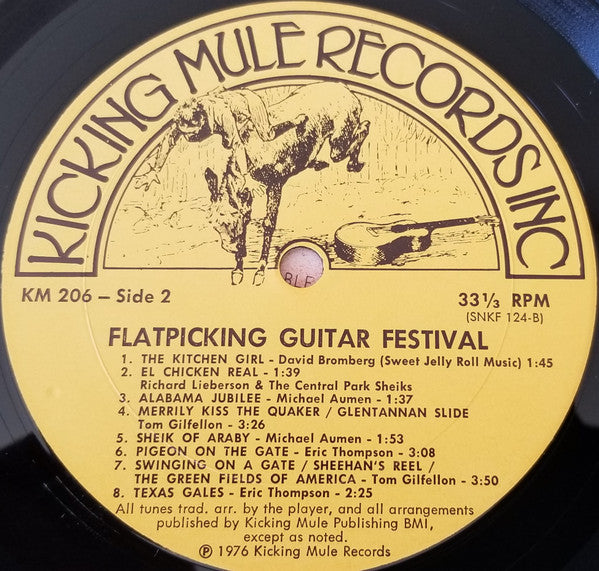 KICKING MULE RECORDS INC
BLE
KM 206 – Side 2
33⅓ RPM
(SNKF 124-B)
FLATPICKING GUITAR FESTIVAL
1. THE KITCHEN GIRL - David Bromberg (Sweet Jelly Roll Music) 1:45
2. EL CHICKEN REAL - 1:39
Richard Lieberson & The Central Park Sheiks
3. ALABAMA JUBILEE - Michael Aumen - 1:37
4. MERRILY KISS THE QUAKER / GLENTANNAN SLIDE
Tom Gilfellon - 3:26
5. SHEIK OF ARABY - Michael Aumen - 1:53
6. PIGEON ON THE GATE - Eric Thompson - 3:08
7. SWINGING ON A GATE / SHEEHAN'S REEL /
THE GREEN FIELDS OF AMERICA - Tom Gilfellon - 3:50
8. TEXAS GALES - Eric Thompson - 2:25
All tunes trad. arr. by the player, and all arrangements
published by Kicking Mule Publishing BMI,
except as noted.
℗ 1976 Kicking Mule Records